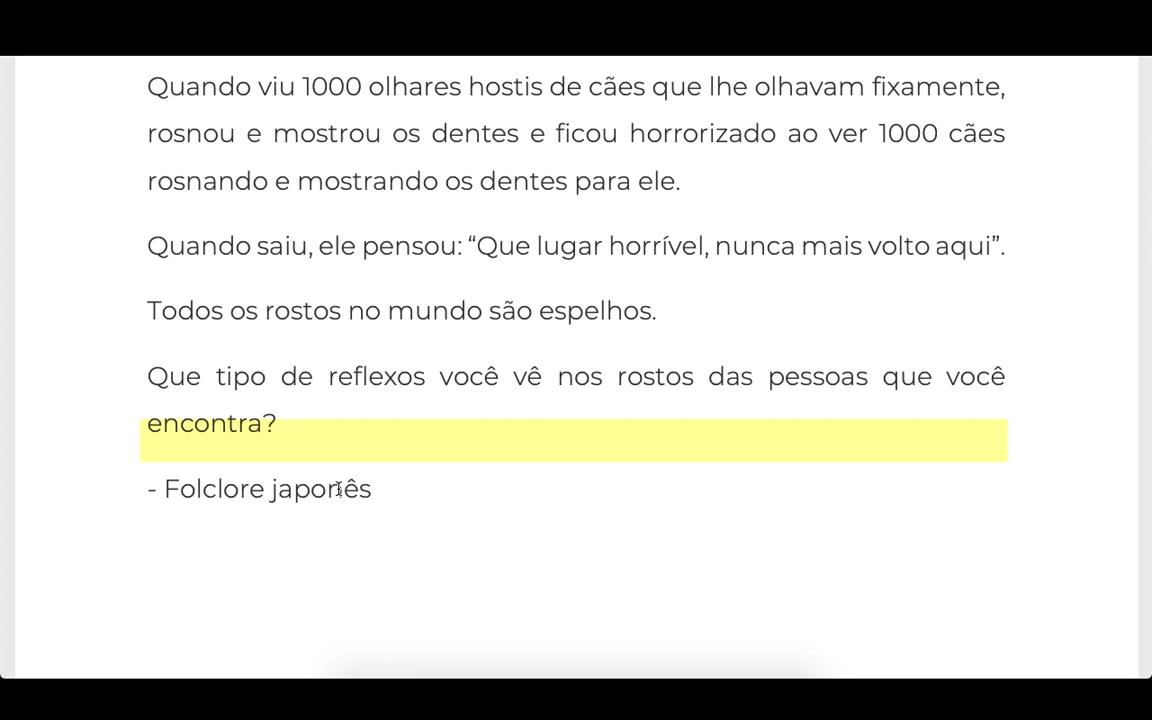 Quando viu 1000 olhares hostis de cães que lhe olhavam fixamente,
rosnou e mostrou os dentes e ficou horrorizado ao ver 1000 cães
rosnando e mostrando os dentes para ele.
Quando saiu, ele pensou: “Que lugar horrível, nunca mais volto aqui”.
Todos os rostos no mundo são espelhos.
Que tipo de reflexos você vê nos rostos das pessoas que você
encontra?
- Folclore japonês